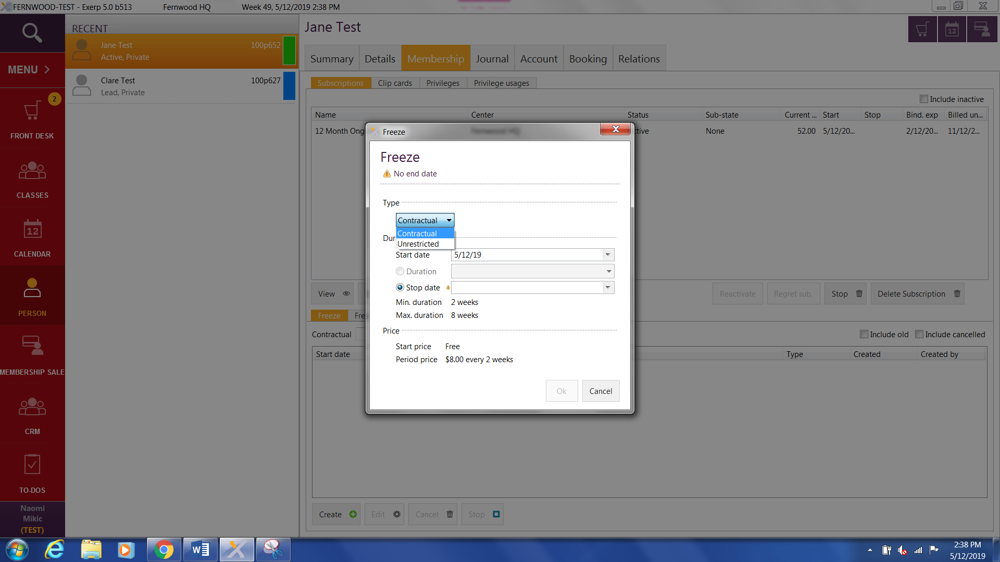 FERNWOOD-TEST - Exerp 5.0 b513 Fernwood HQ Week 49, 5/12/2019 2:38 PM
MENU
2
FRONT DESK
CLASSES
12
CALENDAR
PERSON
MEMBERSHIP SALE
CRM
TO-DOS
Naomi
Mikic
(TEST)
RECENT
Jane Test 100p652
Active, Private
Clare Test 100p627
Lead, Private
Jane Test
12
Summary Details Membership Journal Account Booking Relations
Subscriptions Clip cards Privileges Privilege usages
Include inactive
Name Center Status Sub-state Current ... Start Stop Bind. exp Billed un...
12 Month Ong Fernwood HQ ctive None 52.00 5/12/20... 2/12/20... 11/12/2...
View Reactivate Regret sub. Stop Delete Subscription
Freeze Fre
Contractual Include old Include cancelled
Start date Type Created Created by
Create Edit Cancel Stop
Freeze
Freeze
No end date
Type
Contractual
Contractual
Unrestricted
Dur
Start date 5/12/19
Duration
Stop date
Min. duration 2 weeks
Max. duration 8 weeks
Price
Start price Free
Period price $8.00 every 2 weeks
Ok Cancel
2:38 PM
5/12/2019